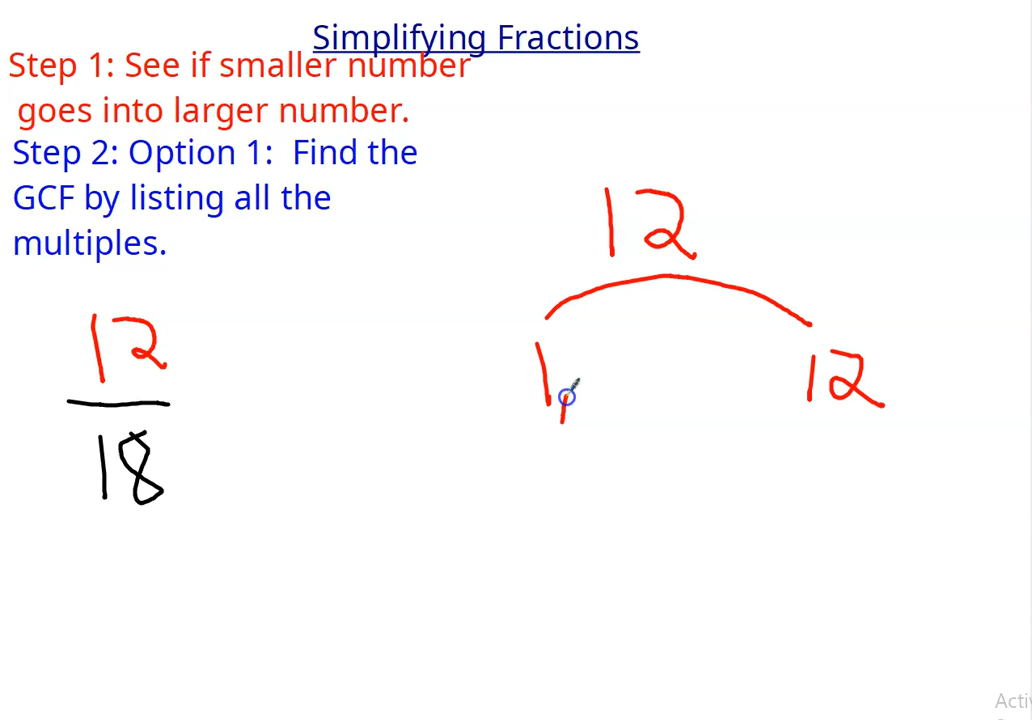 Simplifying Fractions
Step 1: See if smaller number
goes into larger number.
Step 2: Option 1: Find the
GCF by listing all the
multiples.
12
12
18
1, 12
Activ